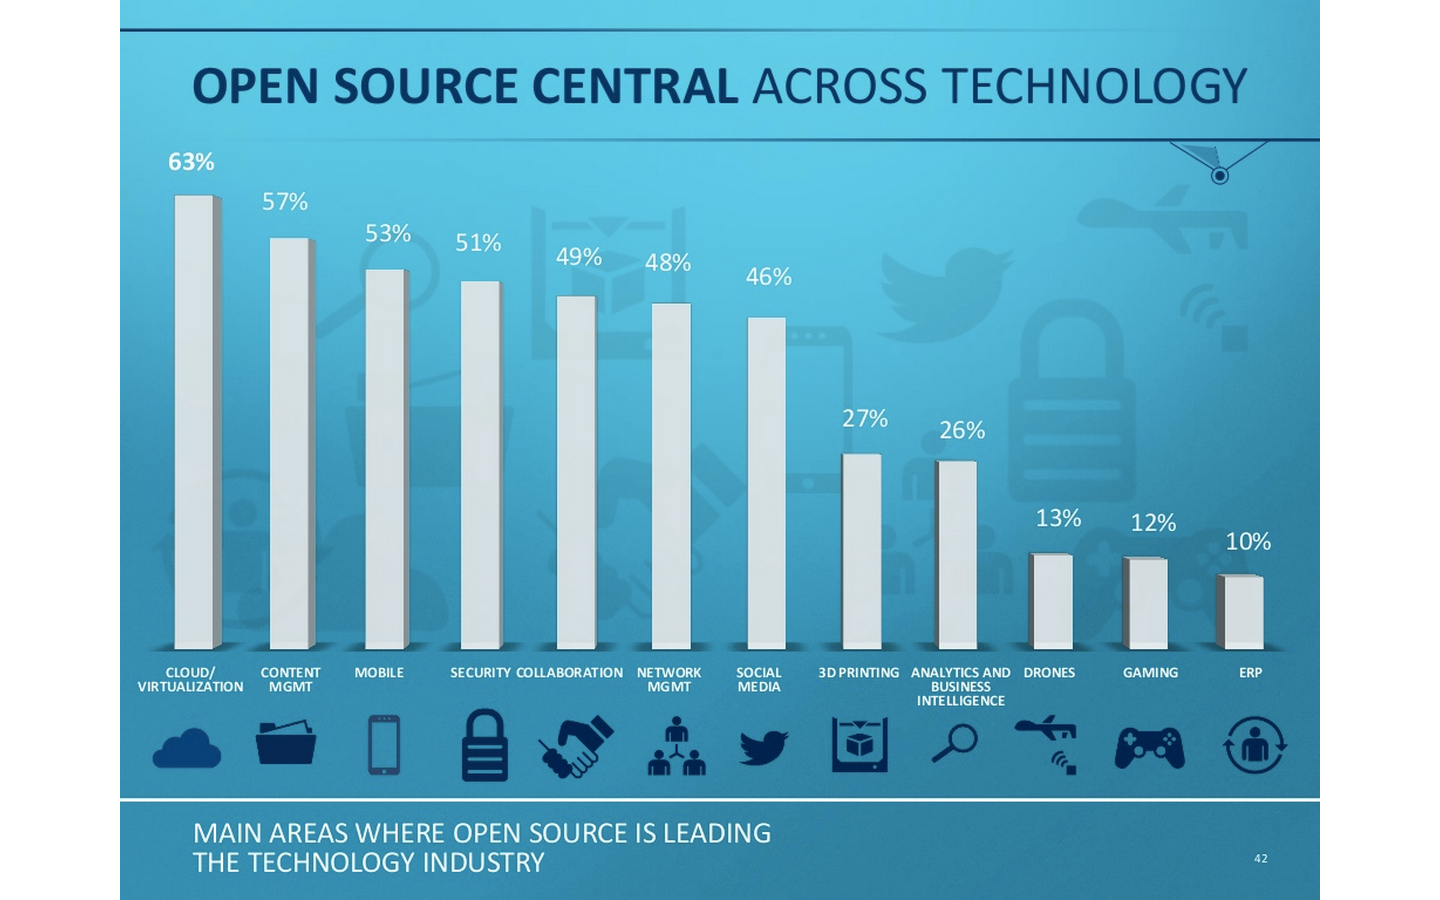 OPEN SOURCE CENTRAL ACROSS TECHNOLOGY
63%
57%
53%
51%
49%
48%
46%
27%
26%
13%
12%
10%
CLOUD/
VIRTUALIZATION
CONTENT
MGMT
MOBILE
SECURITY
COLLABORATION
NETWORK
MGMT
SOCIAL
MEDIA
3D PRINTING
ANALYTICS AND
BUSINESS
INTELLIGENCE
DRONES
GAMING
ERP
MAIN AREAS WHERE OPEN SOURCE IS LEADING
THE TECHNOLOGY INDUSTRY
42